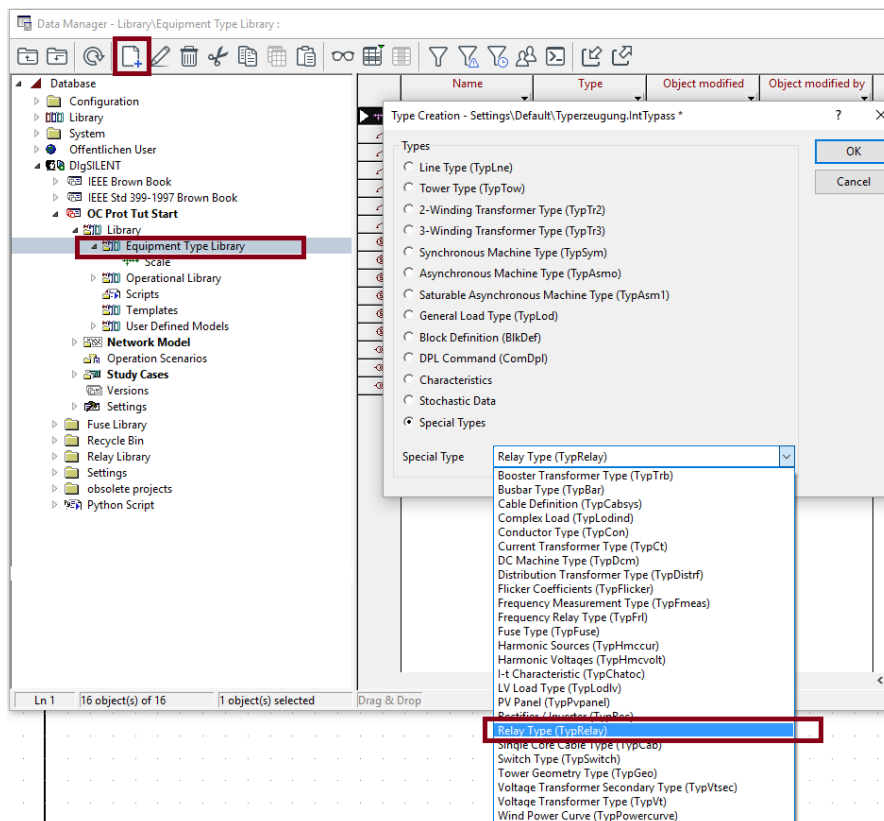 Data Manager - Library\Equipment Type Library :
Name
Type
Object modified
Object modified by
Database
Configuration
Library
System
Offentlichen User
DIgSILENT
IEEE Brown Book
IEEE Std 399-1997 Brown Book
OC Prot Tut Start
Library
Equipment Type Library
Scale
Operational Library
Scripts
Templates
User Defined Models
Network Model
Operation Scenarios
Study Cases
Versions
Settings
Fuse Library
Recycle Bin
Relay Library
Settings
obsolete projects
Python Script
Type Creation - Settings\Default\Typerzeugung.IntTypass *
?
Types
Line Type (TypLne)
Tower Type (TypTow)
2-Winding Transformer Type (TypTr2)
3-Winding Transformer Type (TypTr3)
Synchronous Machine Type (TypSym)
Asynchronous Machine Type (TypAsmo)
Saturable Asynchronous Machine Type (TypAsm1)
General Load Type (TypLod)
Block Definition (BlkDef)
DPL Command (ComDpl)
Characteristics
Stochastic Data
Special Types
OK
Cancel
Special Type
Relay Type (TypRelay)
Booster Transformer Type (TypTrb)
Busbar Type (TypBar)
Cable Definition (TypCabsys)
Complex Load (TypLodind)
Conductor Type (TypCon)
Current Transformer Type (TypCt)
DC Machine Type (TypDcm)
Distribution Transformer Type (TypDistrf)
Flicker Coefficients (TypFlicker)
Frequency Measurement Type (TypFmeas)
Frequency Relay Type (TypFrl)
Fuse Type (TypFuse)
Harmonic Sources (TypHmccur)
Harmonic Voltages (TypHmcvolt)
I-t Characteristic (TypChatoc)
LV Load Type (TypLodlv)
PV Panel (TypPvpanel)
Rectifier / Inverter (TypRec)
Relay Type (TypRelay)
Single Core Cable Type (TypCab)
Switch Type (TypSwitch)
Tower Geometry Type (TypGeo)
Voltage Transformer Secondary Type (TypVtsec)
Voltage Transformer Type (TypVt)
Wind Power Curve (TypPowercurve)
Ln 1
16 object(s) of 16
1 object(s) selected
Drag & Drop